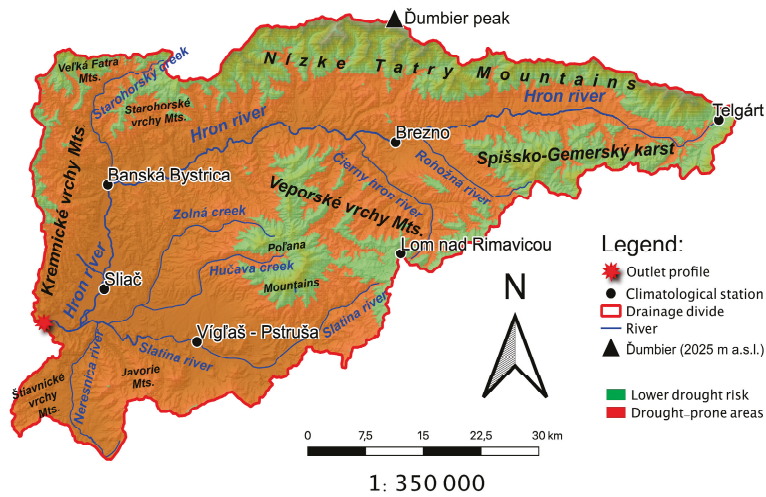 Ďumbier peak
Veľká Fatra
Mts.
Starohorský creek
Nízke Tatry Mountains
Starohorské
vrchy Mts.
Hron river
Hron river
Telgárt
Brezno
Kremnické vrchy Mts
Čierny hron river
Rohožna river
Spišsko-Gemerský karst
Banská Bystrica
Veporské vrchy Mts.
Zolná creek
Poľana
Mountains
Lom nad Rimavicou
Hučava creek
Hron river
Sliač
Slatina river
Vígľaš - Pstruša
Slatina river
Neresnica river
Javorie
Mts.
Štiavnické
vrchy
Mts.
N
Legend:
Outlet profile
Climatological station
Drainage divide
River
Ďumbier (2025 m a.s.l.)
Lower drought risk
Drought-prone areas
0 7,5 15 22,5 30 km
1: 350 000